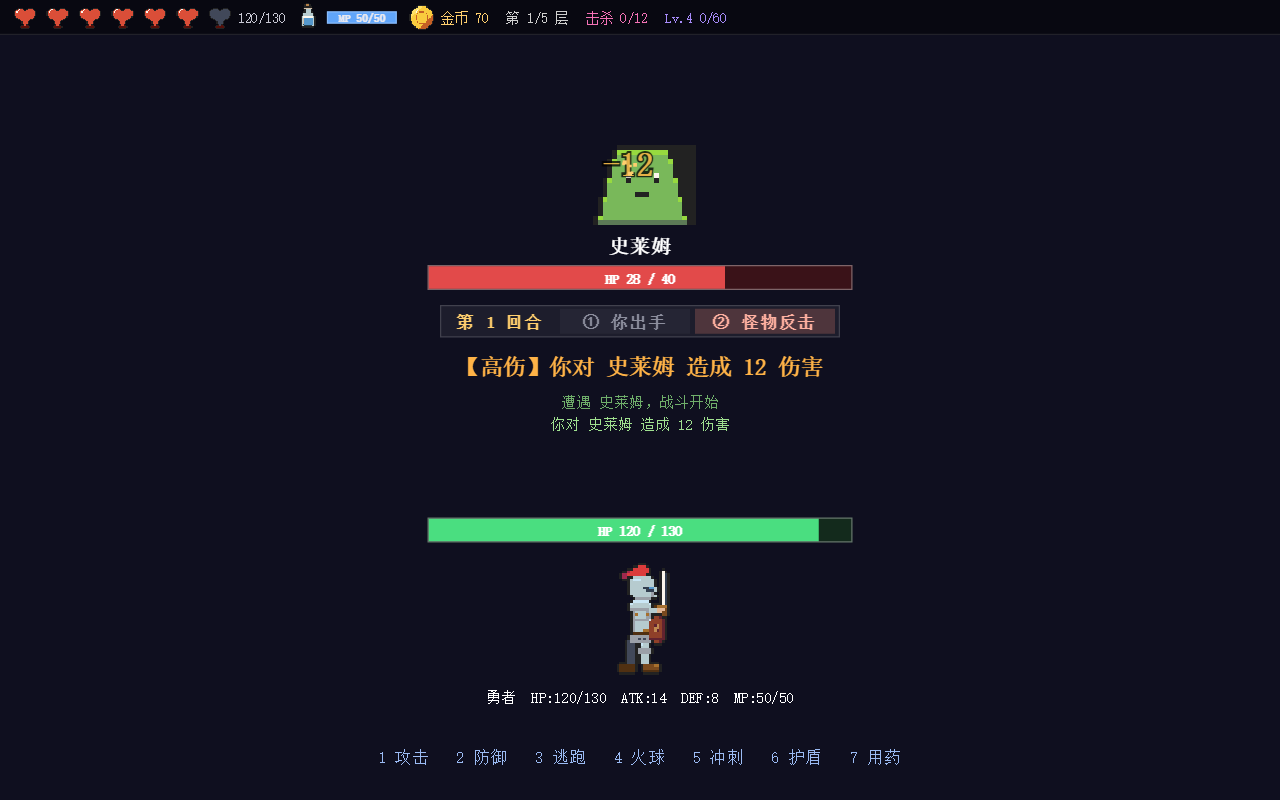 120/130 MP 50/50 金币 70 第 1/5 层 击杀 0/12 Lv.4 0/60
-12
史莱姆
HP 28 / 40
第 1 回合 ① 你出手 ② 怪物反击
【高伤】你对 史莱姆 造成 12 伤害
遭遇 史莱姆，战斗开始
你对 史莱姆 造成 12 伤害
HP 120 / 130
勇者 HP:120/130 ATK:14 DEF:8 MP:50/50
1 攻击 2 防御 3 逃跑 4 火球 5 冲刺 6 护盾 7 用药